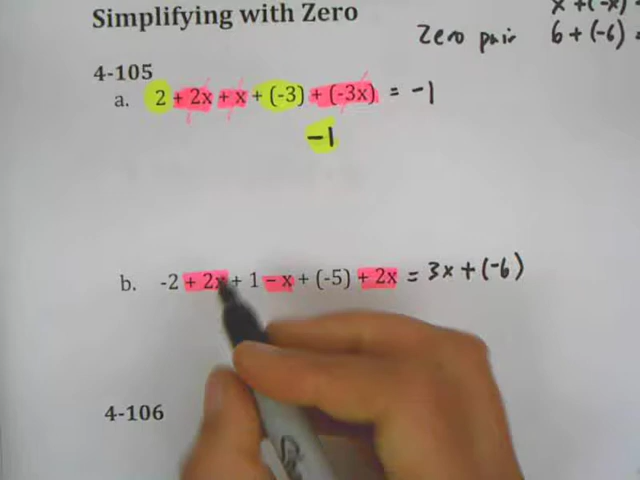 Simplifying with Zero
x + (-x) =
Zero pair 6 + (-6) =
4-105
a. 2 + 2x + x + (-3) + (-3x) = -1
-1
b. -2 + 2x + 1 - x + (-5) + 2x = 3x + (-6)
4-106